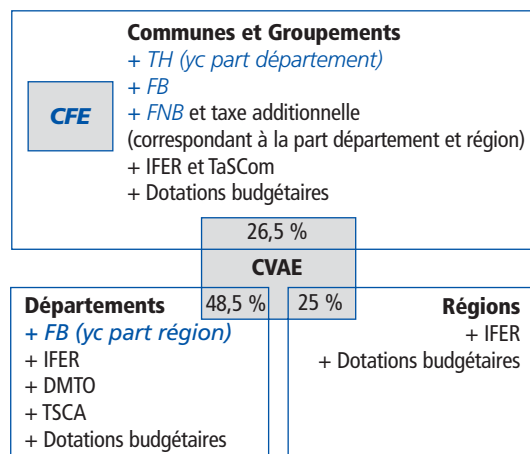 Communes et Groupements
+ TH (yc part département)
+ FB
CFE
+ FNB et taxe additionnelle
(correspondant à la part département et région)
+ IFER et TaSCom
+ Dotations budgétaires
26,5 %
CVAE
48,5 %
25 %
Départements
+ FB (yc part région)
+ IFER
+ DMTO
+ TSCA
+ Dotations budgétaires
Régions
+ IFER
+ Dotations budgétaires